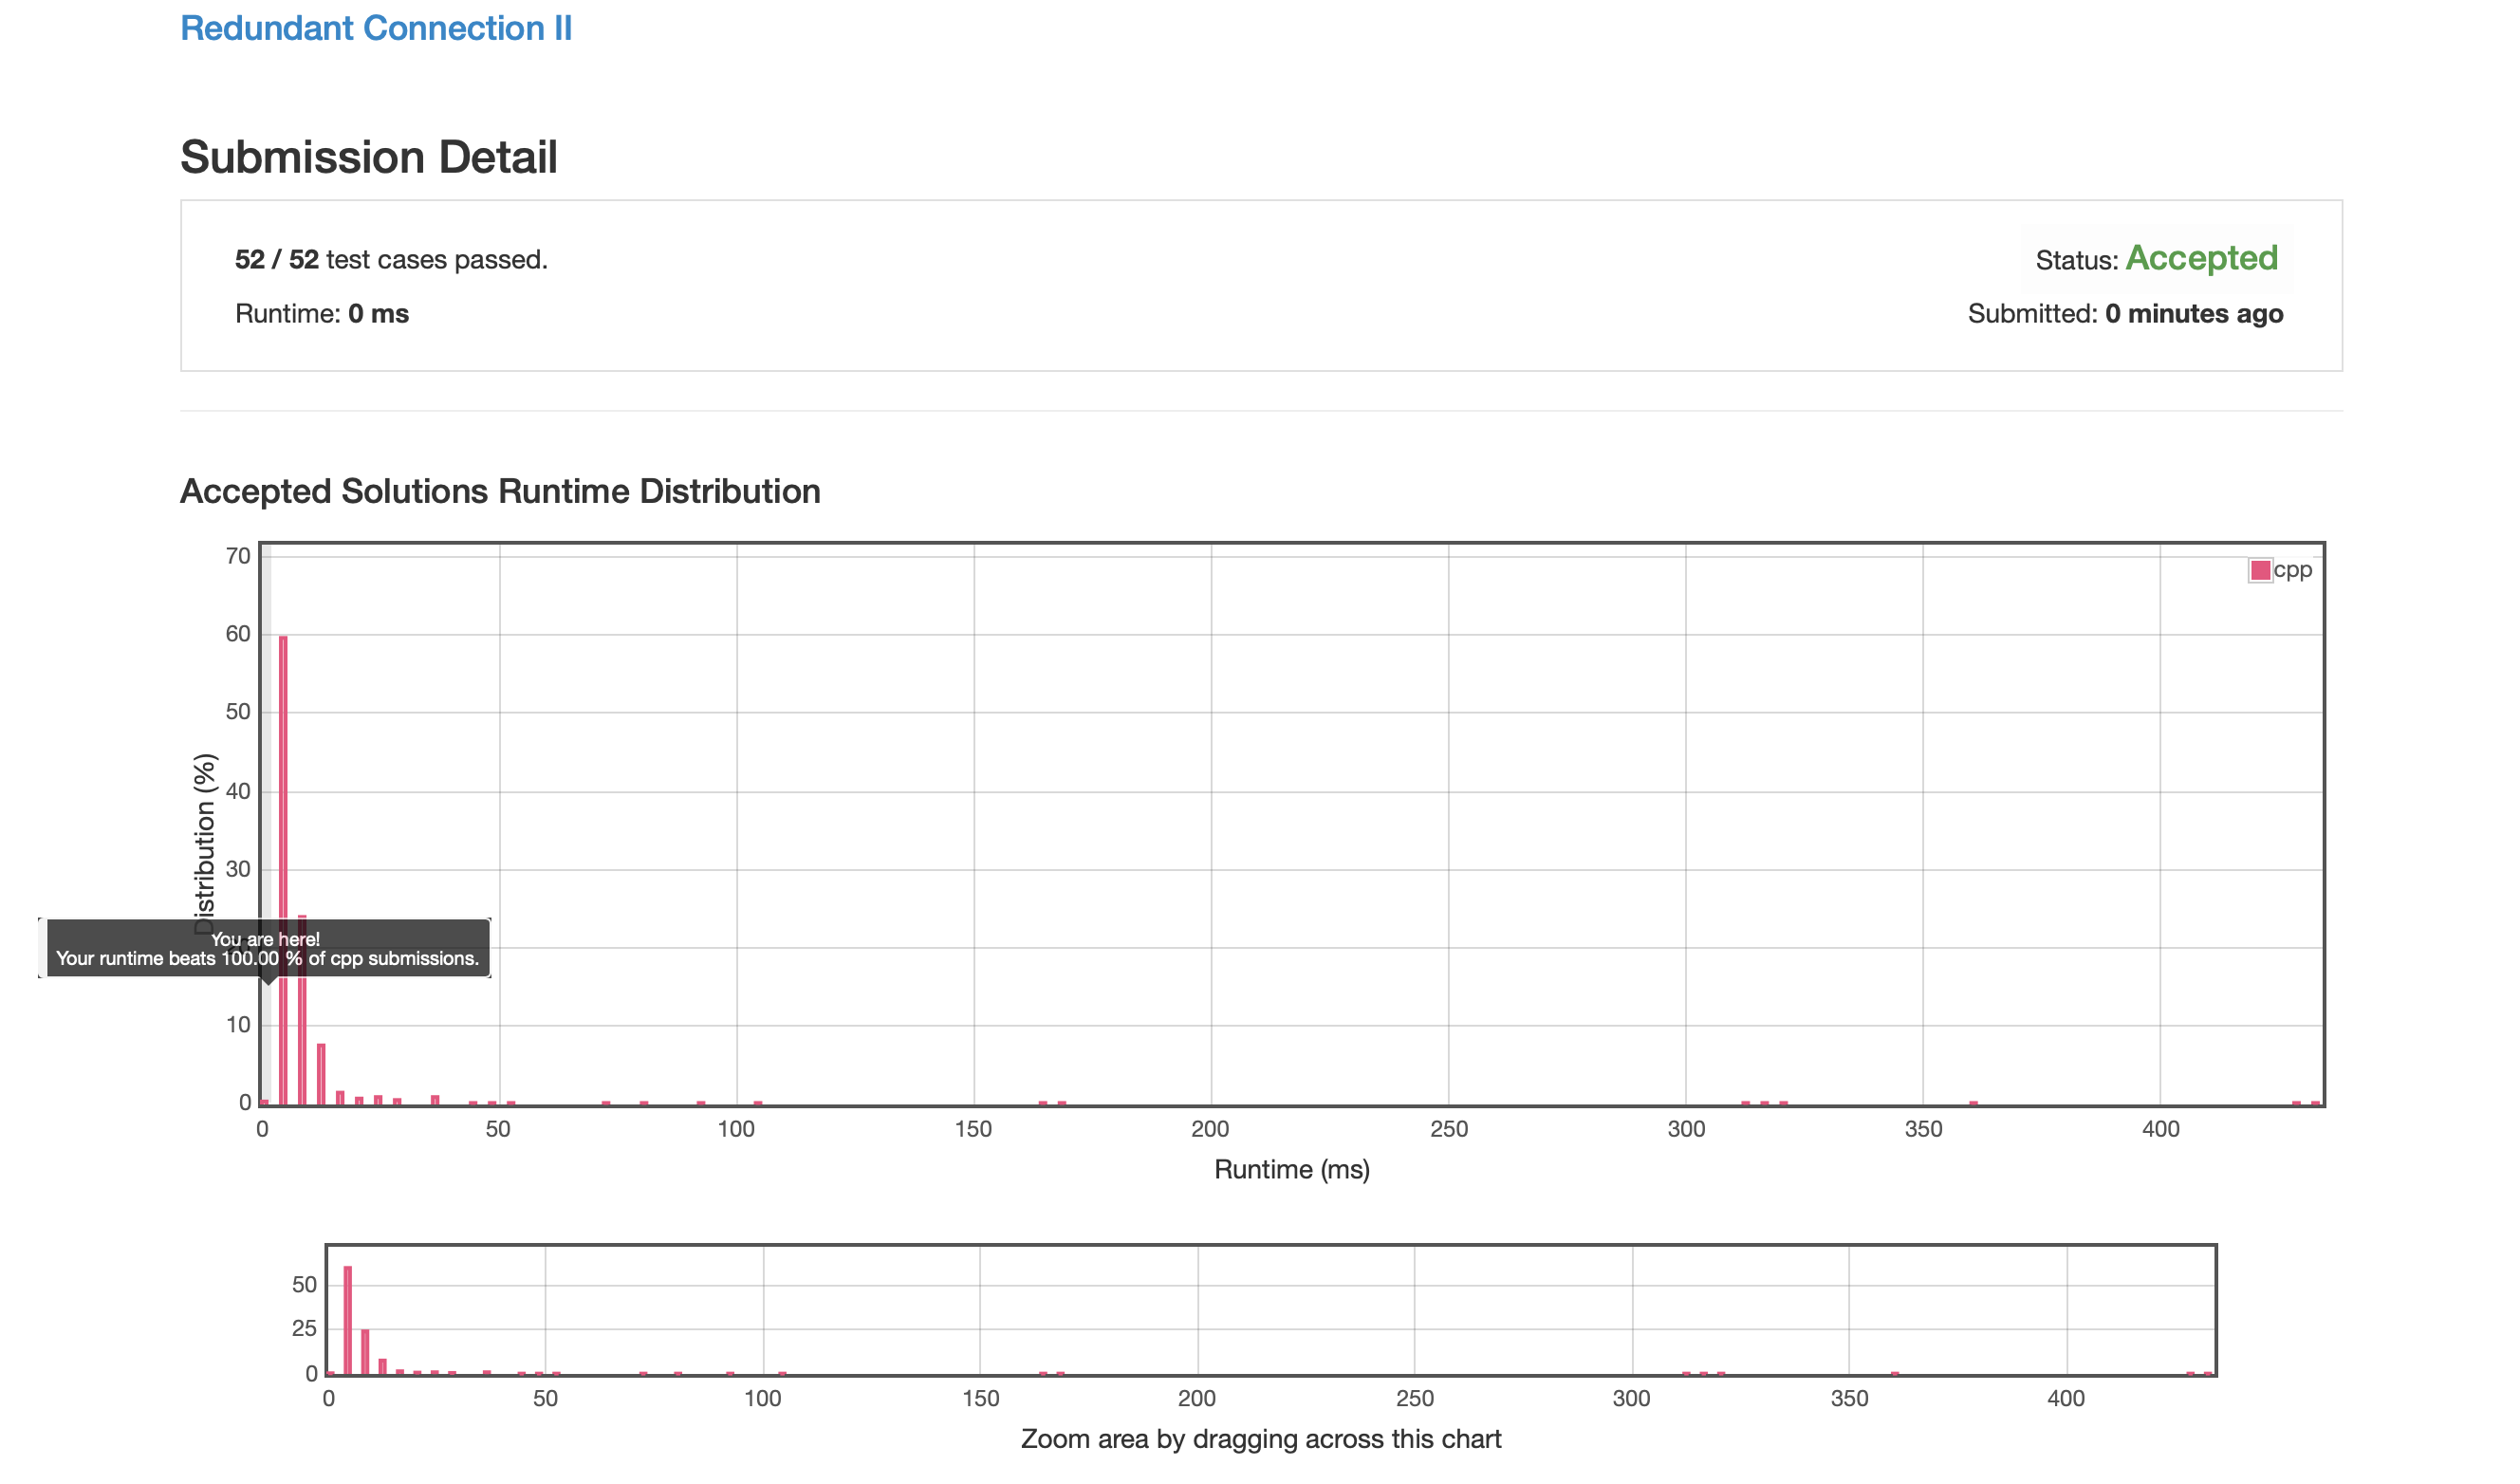 Redundant Connection II
Submission Detail
52 / 52 test cases passed.
Status: Accepted
Runtime: 0 ms
Submitted: 0 minutes ago
Accepted Solutions Runtime Distribution
70
60
50
40
30
10
0
Distribution (%)
cpp
You are here!
Your runtime beats 100.00 % of cpp submissions.
0 50 100 150 200 250 300 350 400
Runtime (ms)
50
25
0
0 50 100 150 200 250 300 350 400
Zoom area by dragging across this chart